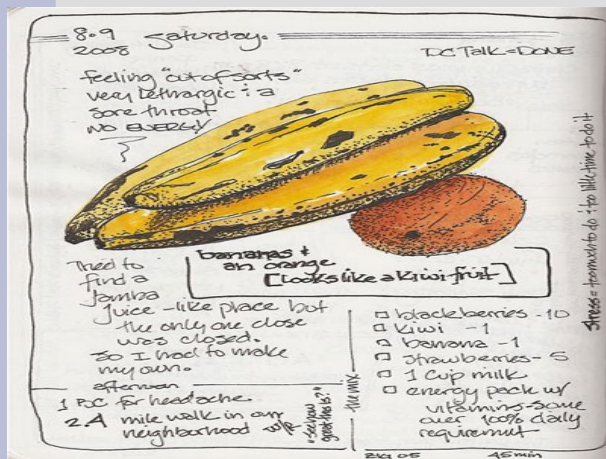 8.9 Saturday.
2008
DC Talk=DONE
feeling "out of sorts"
very lethargic & a
sore throat
NO ENERGY
bananas &
an orange
[Looks like a kiwi fruit]
Tried to
find a
Jamba
Juice -like place but
the only one close
was closed.
So I had to make
my own.
afternoon
1 PJC for headache
2 A mile walk in our
neighborhood
"See how
great this is?"
the mix
blackberries -10
kiwi -1
banana -1
strawberries- 5
1 cup milk
energy pack w/
vitamins-some
over 100% daily
requiremnt-
45 min
Stress = too much to do & too little time to do it